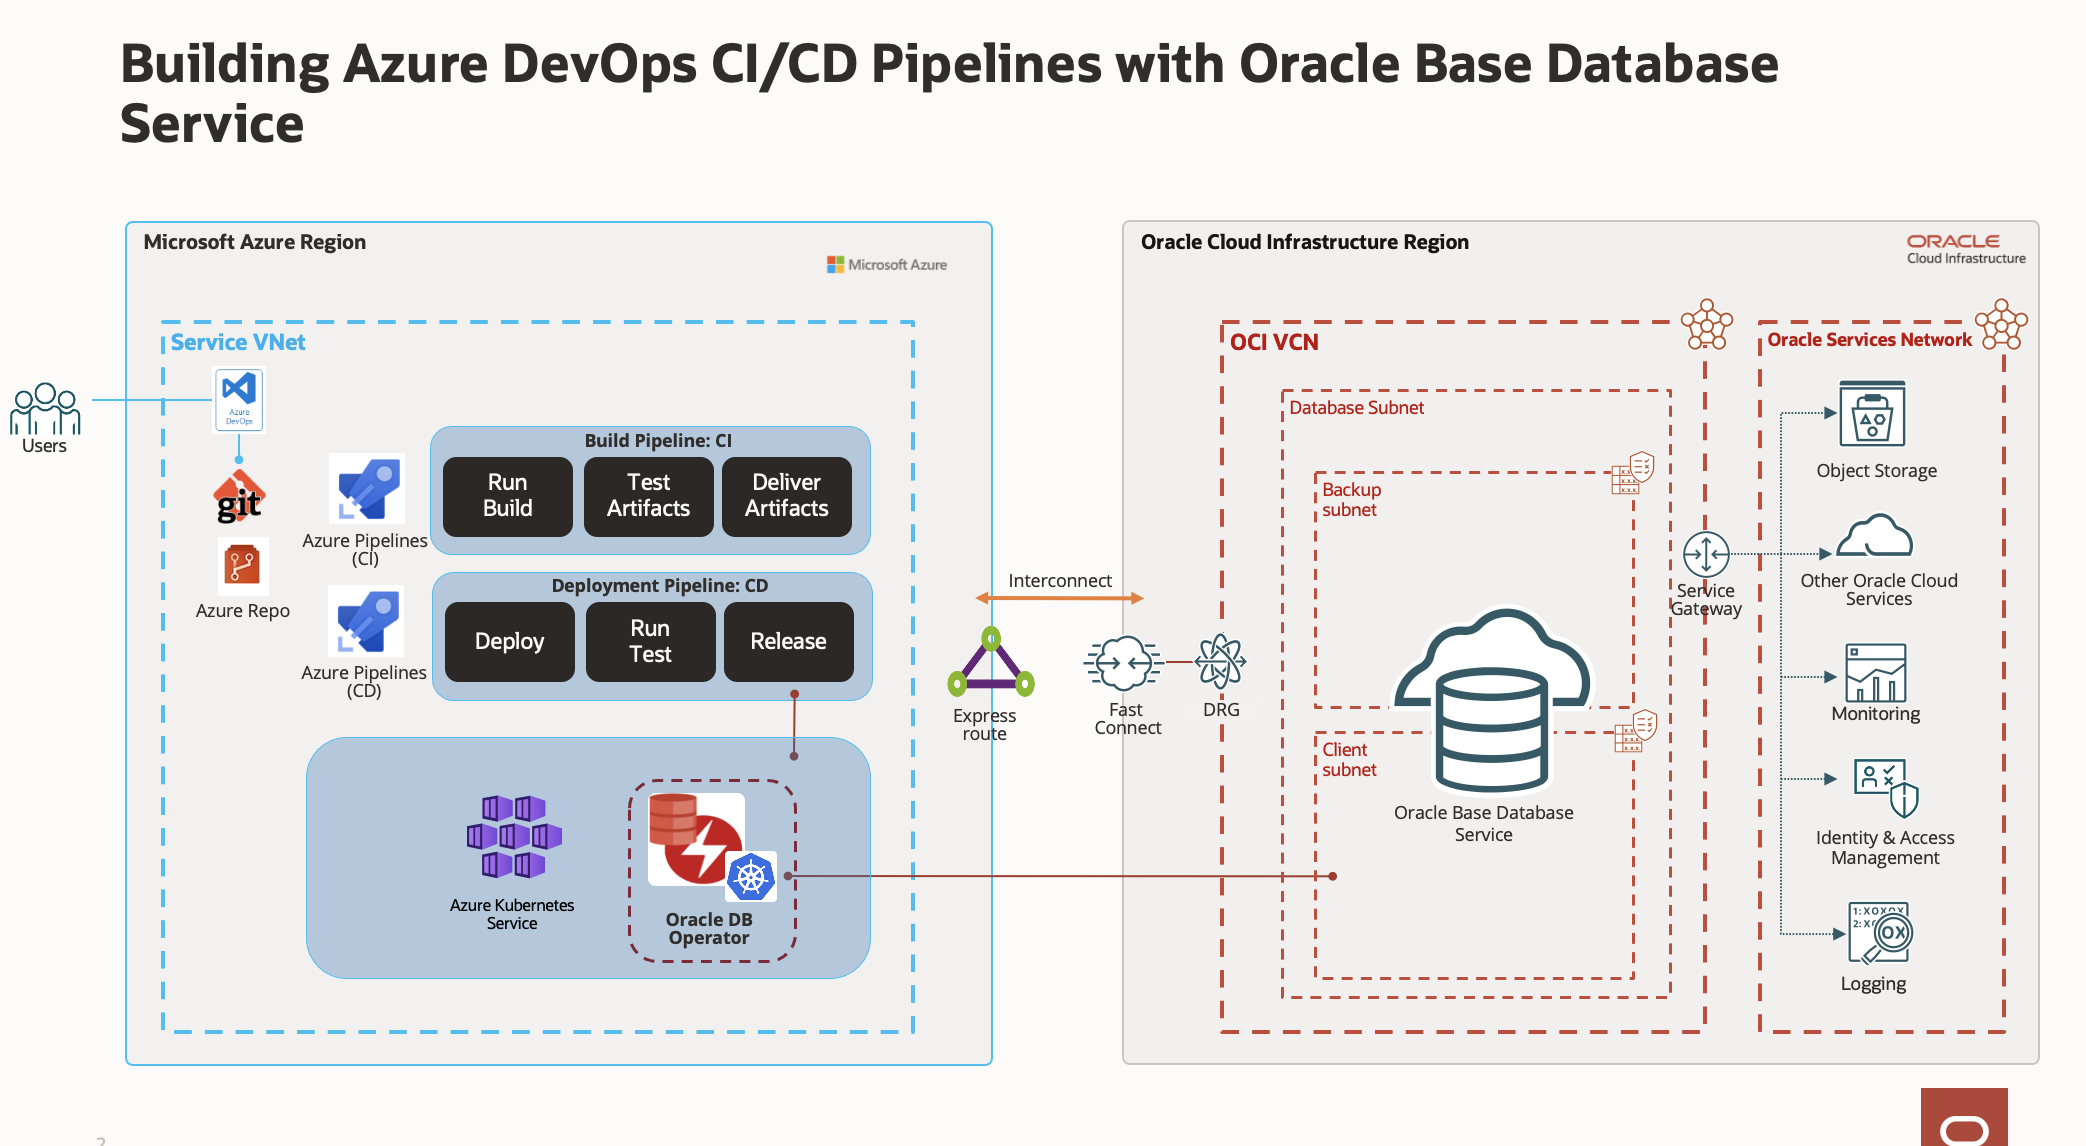 Building Azure DevOps CI/CD Pipelines with Oracle Base Database
Service
Microsoft Azure Region
Microsoft Azure
Service VNet
Users
Azure
DevOps
git
Azure Repo
Azure Pipelines
(CI)
Build Pipeline: CI
Run
Build
Test
Artifacts
Deliver
Artifacts
Azure Pipelines
(CD)
Deployment Pipeline: CD
Deploy
Run
Test
Release
Azure Kubernetes
Service
Oracle DB
Operator
Interconnect
Express
route
Fast
Connect
DRG
Oracle Cloud Infrastructure Region
ORACLE
Cloud Infrastructure
OCI VCN
Database Subnet
Backup
subnet
Client
subnet
Oracle Base Database
Service
Service
Gateway
Oracle Services Network
Object Storage
Other Oracle Cloud
Services
Monitoring
Identity & Access
Management
OX
Logging
2